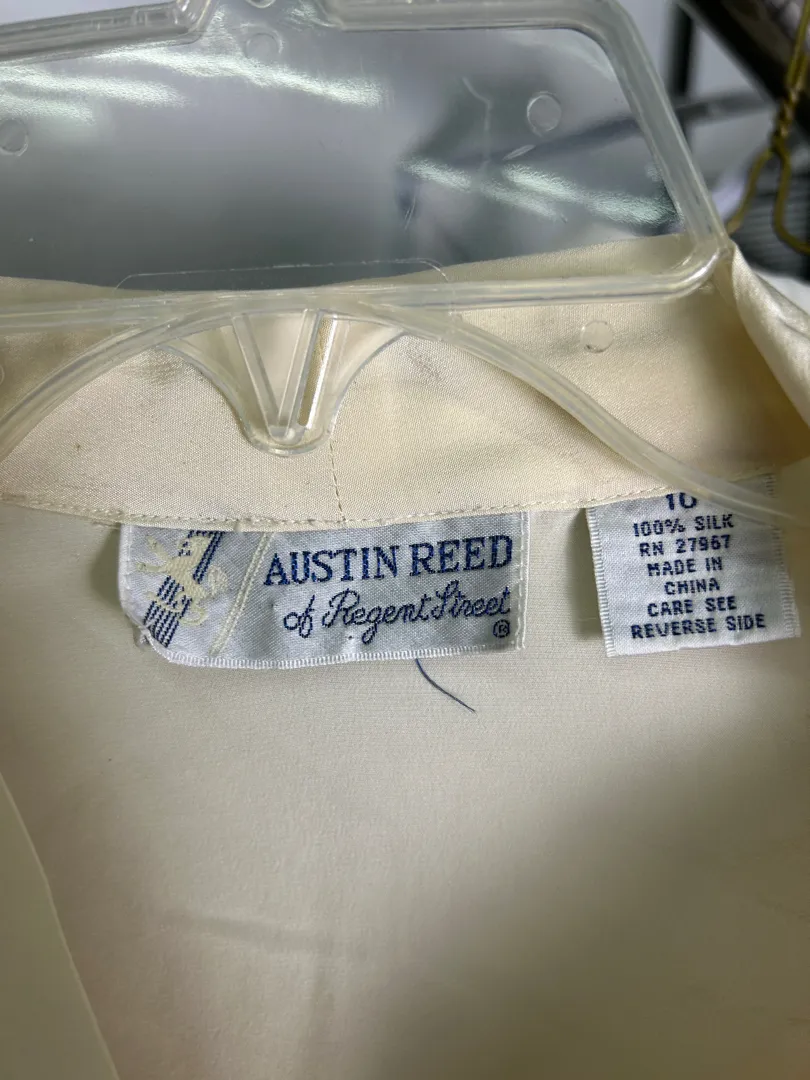 AUSTIN REED
of Regent Street
®
10
100% SILK
RN 27967
MADE IN
CHINA
CARE SEE
REVERSE SIDE